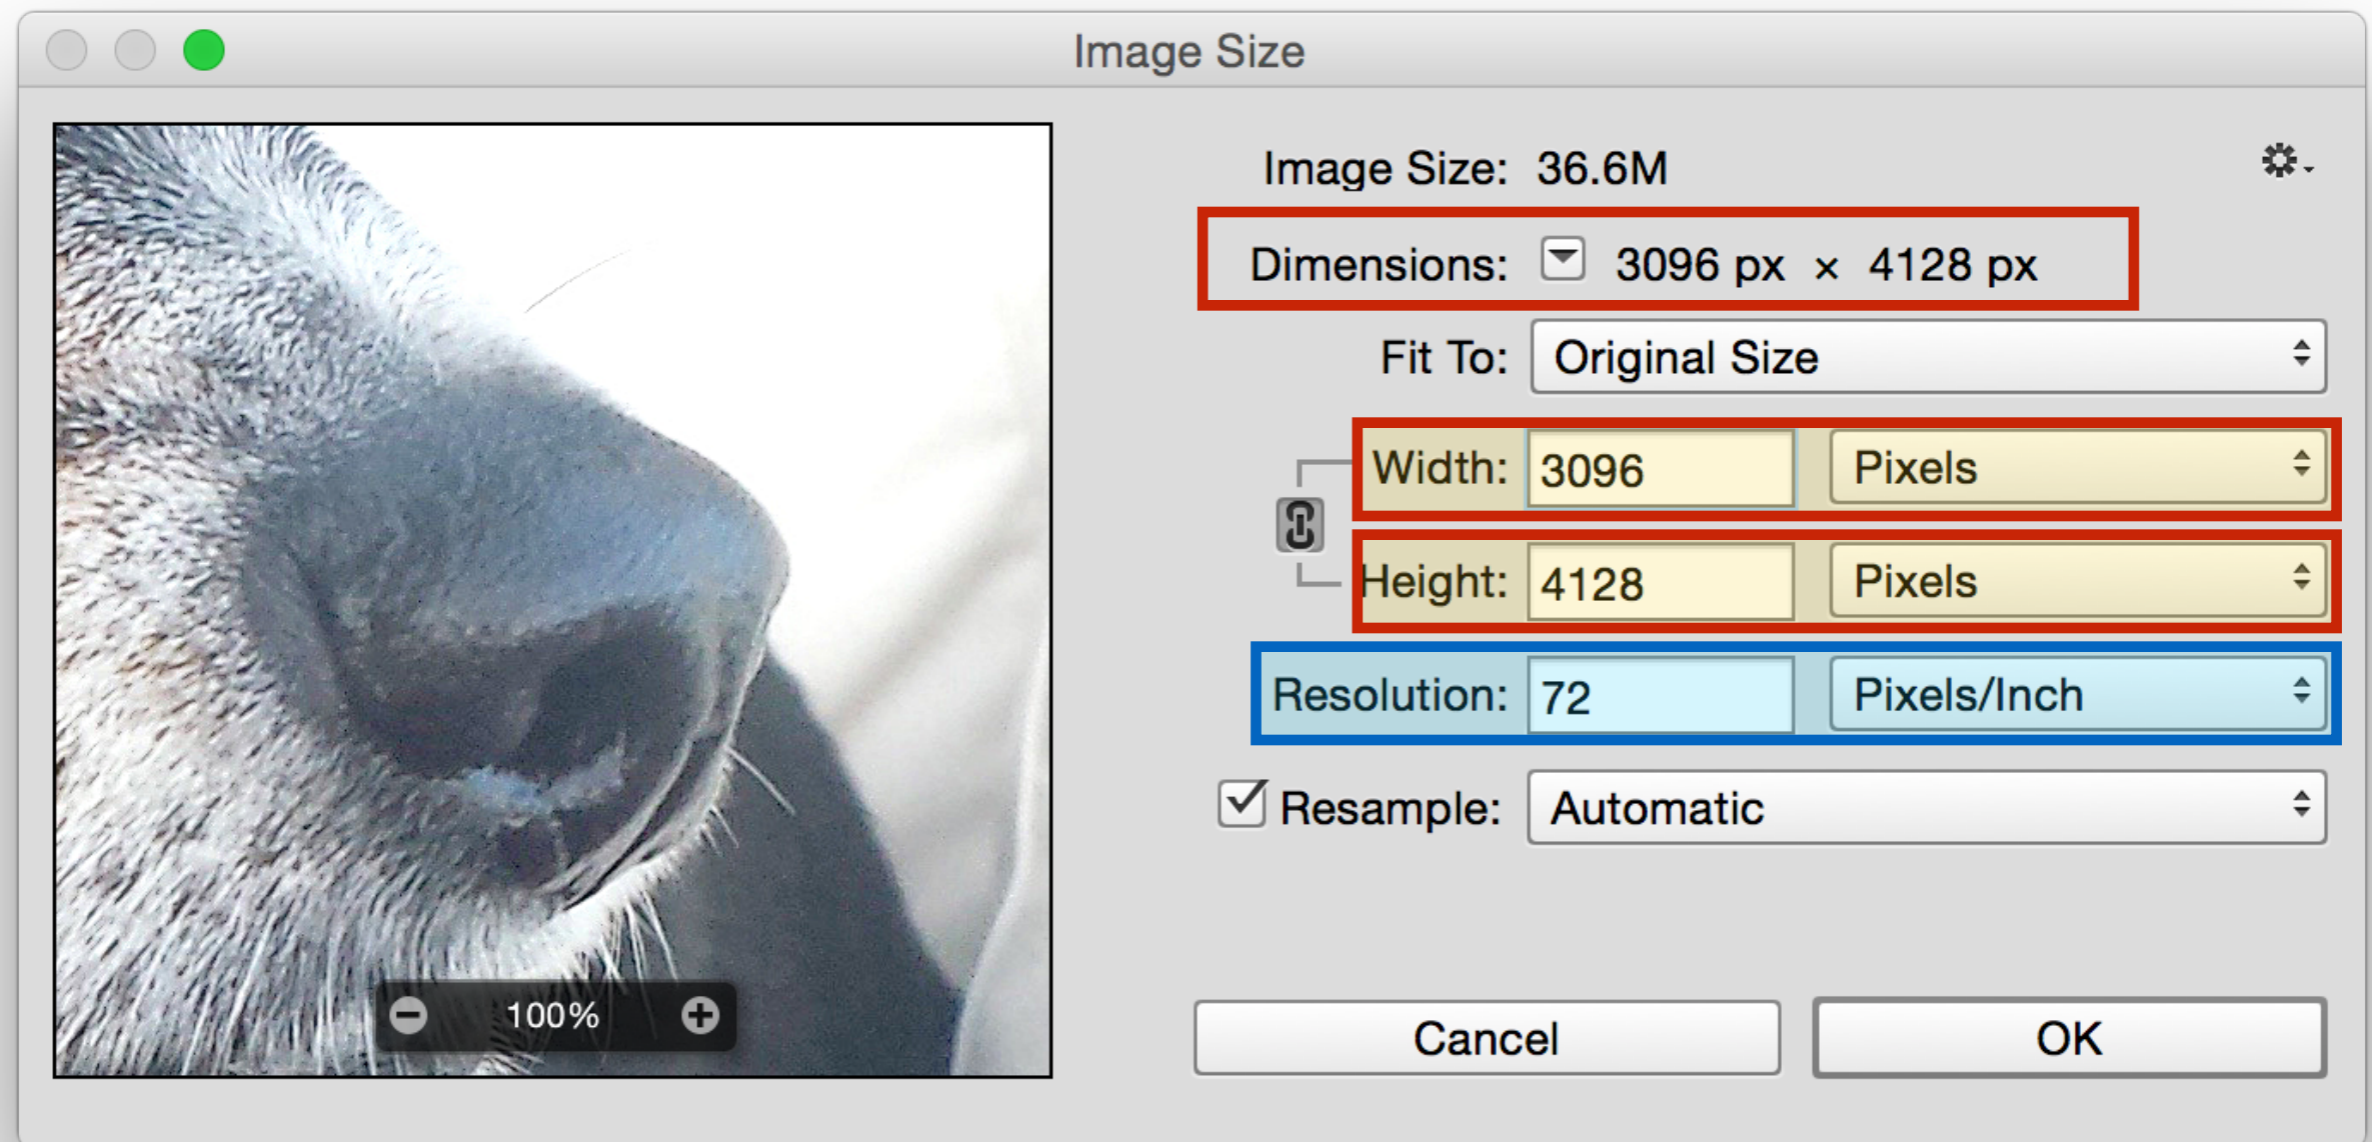 Image Size
Image Size: 36.6M
Dimensions: 3096 px × 4128 px
Fit To: Original Size
Width: 3096 Pixels
Height: 4128 Pixels
Resolution: 72 Pixels/Inch
Resample: Automatic
100%
Cancel OK